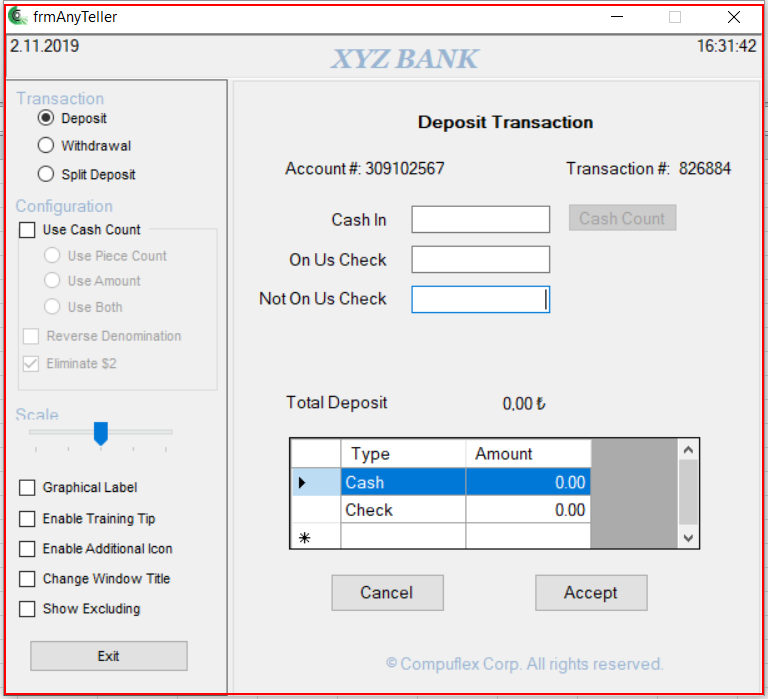 frmAnyTeller
2.11.2019
XYZ BANK
16:31:42
Transaction
Deposit
Withdrawal
Split Deposit
Configuration
Use Cash Count
Use Piece Count
Use Amount
Use Both
Reverse Denomination
Eliminate $2
Scale
Graphical Label
Enable Training Tip
Enable Additional Icon
Change Window Title
Show Excluding
Exit
Deposit Transaction
Account #: 309102567 Transaction #: 826884
Cash In Cash Count
On Us Check
Not On Us Check
Total Deposit 0,00 ₺
Type Amount
Cash 0.00
Check 0.00
Cancel Accept
© Compuflex Corp. All rights reserved.